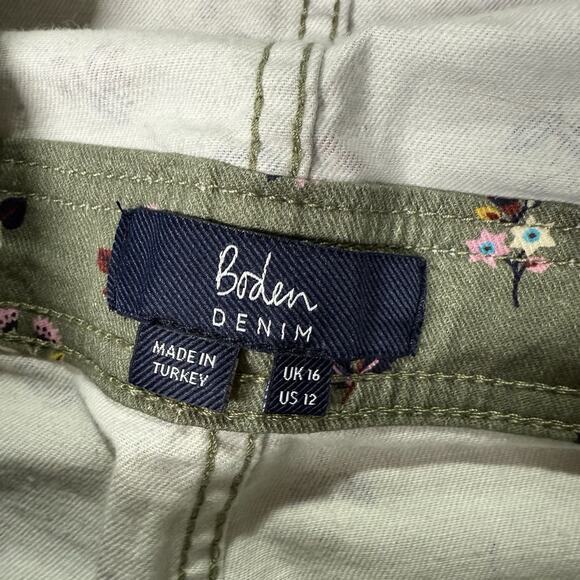 Boden
DENIM
MADE IN
TURKEY
UK 16
US 12